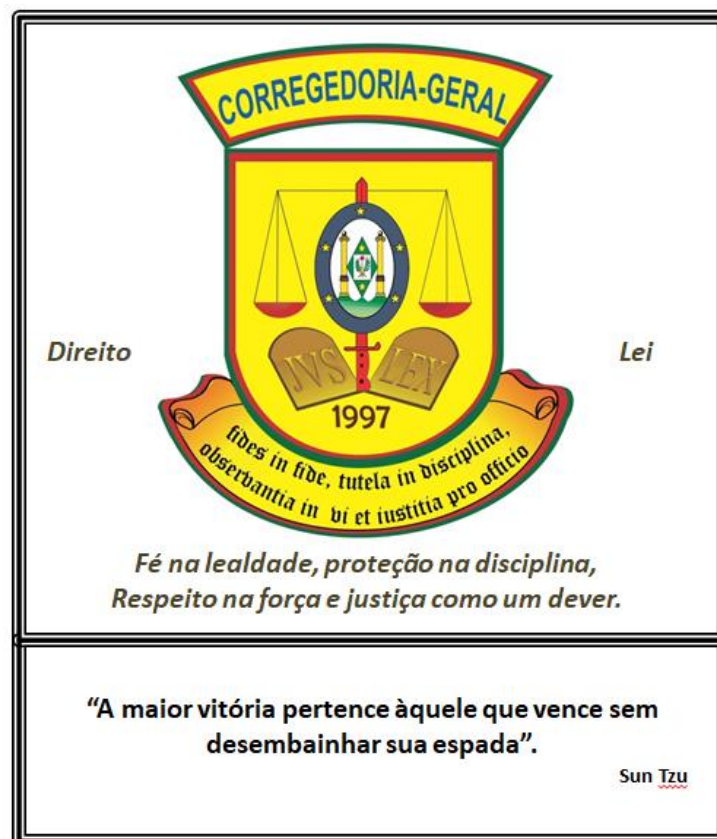 CORREGEDORIA-GERAL
Direito
Lei
JVS LEX
1997
fides in fide, tutela in disciplina,
observantia in vi et iustitia pro officio
Fé na lealdade, proteção na disciplina,
Respeito na força e justiça como um dever.
“A maior vitória pertence àquele que vence sem
desembainhar sua espada”.
Sun Tzu